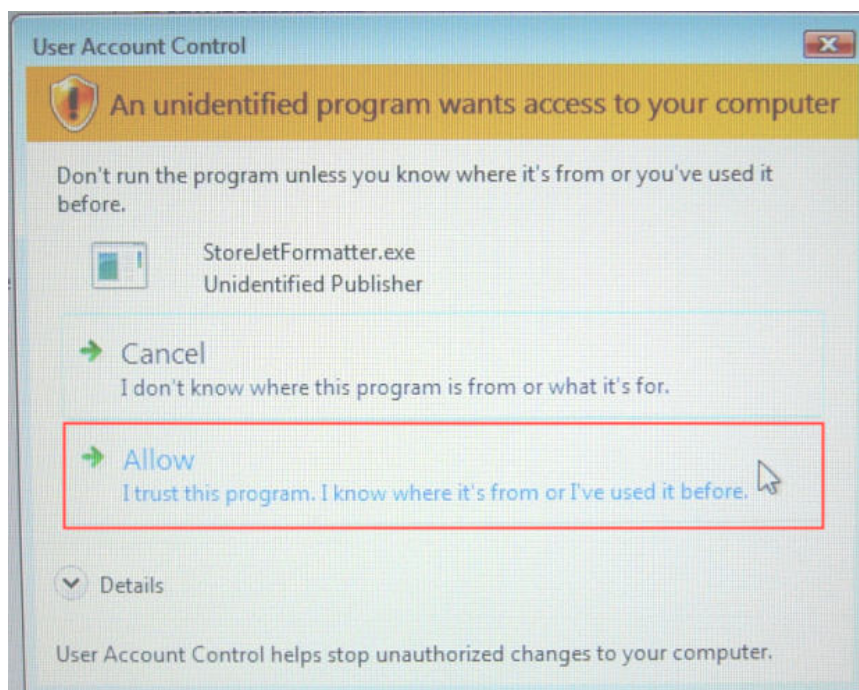 User Account Control
An unidentified program wants access to your computer
Don't run the program unless you know where it's from or you've used it
before.
StoreJetFormatter.exe
Unidentified Publisher
Cancel
I don't know where this program is from or what it's for.
Allow
I trust this program. I know where it's from or I've used it before.
Details
User Account Control helps stop unauthorized changes to your computer.